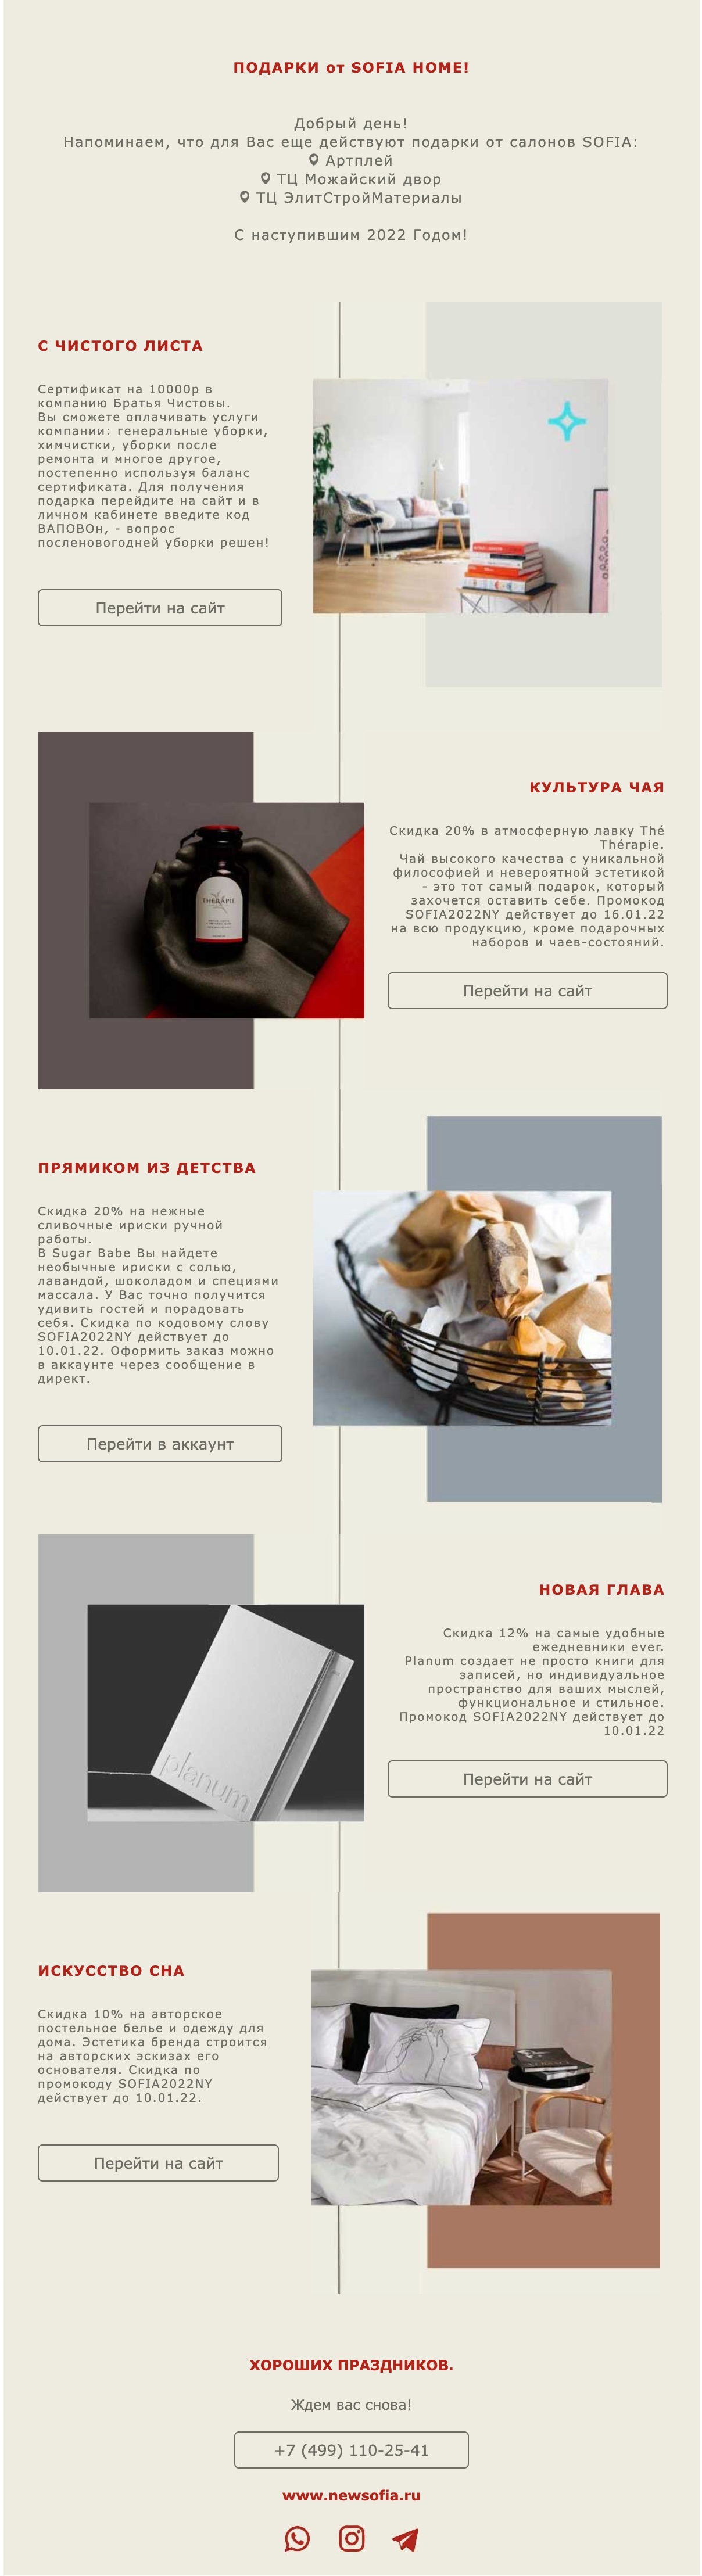 ПОДАРКИ от SOFIA HOME!
Добрый день!
Напоминаем, что для Вас еще действуют подарки от салонов SOFIA:
Артплей
ТЦ Можайский двор
ТЦ ЭлитСтройМатериалы
С наступившим 2022 Годом!
С ЧИСТОГО ЛИСТА
Сертификат на 10000р в
компанию Братья Чистовы.
Вы сможете оплачивать услуги
компании: генеральные уборки,
химчистки, уборки после
ремонта и многое другое,
постепенно используя баланс
сертификата. Для получения
подарка перейдите на сайт и в
личном кабинете введите код
ВАПОВОн, - вопрос
посленовогодней уборки решен!
Перейти на сайт
КУЛЬТУРА ЧАЯ
Скидка 20% в атмосферную лавку Thé
Thérapie.
Чай высокого качества с уникальной
философией и невероятной эстетикой
- это тот самый подарок, который
захочется оставить себе. Промокод
SOFIA2022NY действует до 16.01.22
на всю продукцию, кроме подарочных
наборов и чаев-состояний.
THÉRAPIE
Перейти на сайт
ПРЯМИКОМ ИЗ ДЕТСТВА
Скидка 20% на нежные
сливочные ириски ручной
работы.
В Sugar Babe Вы найдете
необычные ириски с солью,
лавандой, шоколадом и специями
массала. У Вас точно получится
удивить гостей и порадовать
себя. Скидка по кодовому слову
SOFIA2022NY действует до
10.01.22. Оформить заказ можно
в аккаунте через сообщение в
директ.
Перейти в аккаунт
НОВАЯ ГЛАВА
Скидка 12% на самые удобные
ежедневники ever.
Planum создает не просто книги для
записей, но индивидуальное
пространство для ваших мыслей,
функциональное и стильное.
Промокод SOFIA2022NY действует до
10.01.22
planum
Перейти на сайт
ИСКУССТВО СНА
Скидка 10% на авторское
постельное белье и одежду для
дома. Эстетика бренда строится
на авторских эскизах его
основателя. Скидка по
промокоду SOFIA2022NY
действует до 10.01.22.
Перейти на сайт
ХОРОШИХ ПРАЗДНИКОВ.
Ждем вас снова!
+7 (499) 110-25-41
www.newsofia.ru